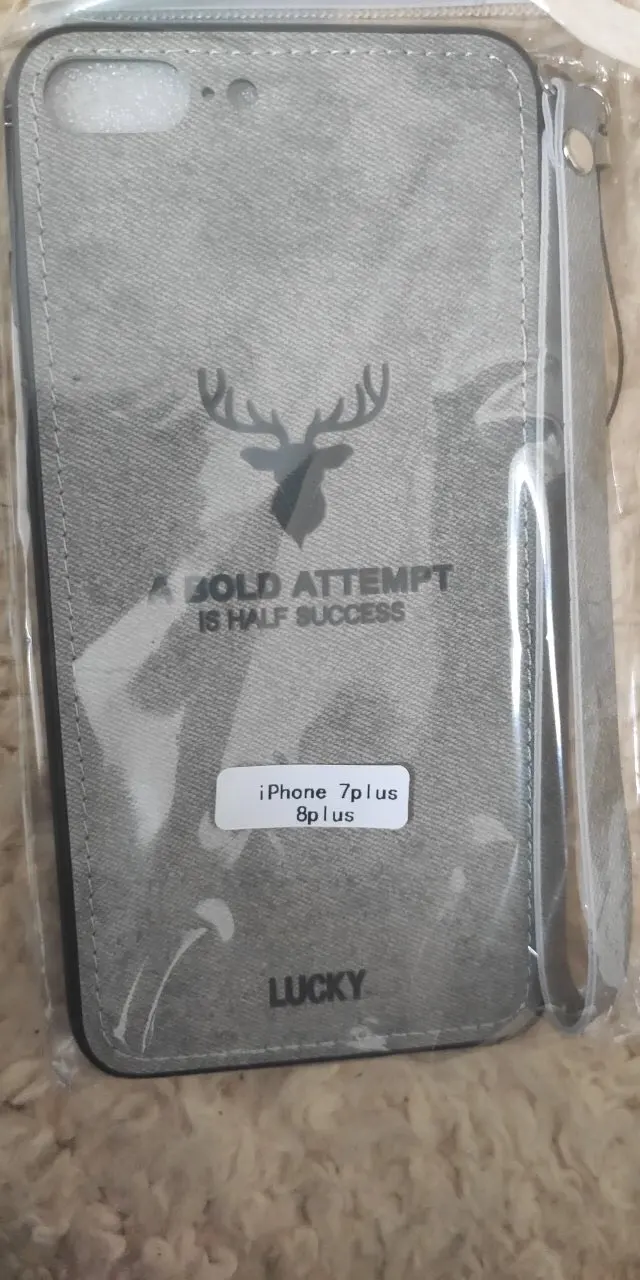 A BOLD ATTEMPT
IS HALF SUCCESS
iPhone 7plus
8plus
LUCKY